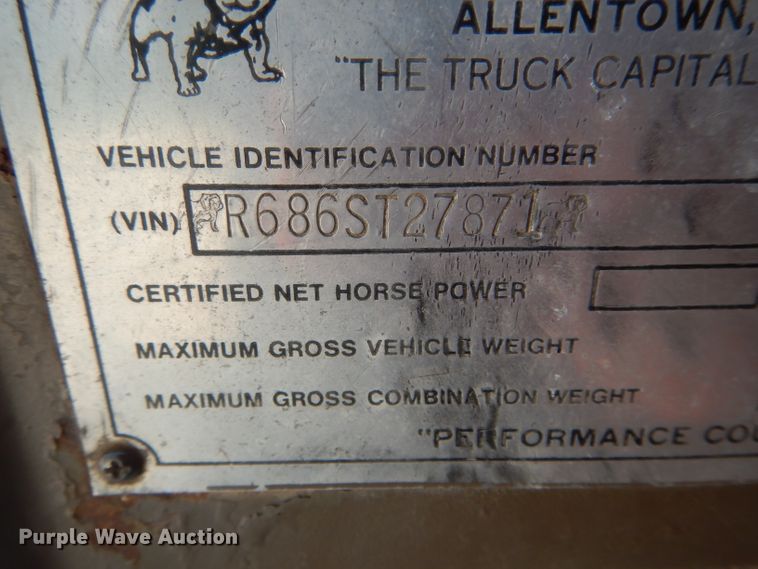 ALLENTOWN,
"THE TRUCK CAPITAL
VEHICLE IDENTIFICATION NUMBER
(VIN) R686ST27871
CERTIFIED NET HORSE POWER
MAXIMUM GROSS VEHICLE WEIGHT
MAXIMUM GROSS COMBINATION WEIGHT
"PERFORMANCE COU
Purple Wave Auction